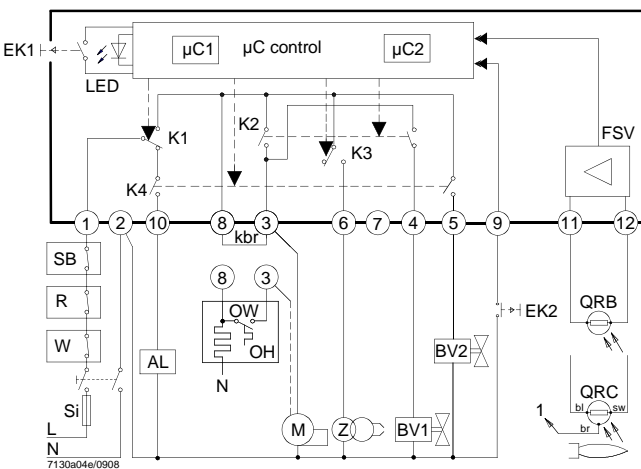 µC1 µC control µC2
EK1
LED
FSV
K1 K2 K3
K4
1 2 10 8 3 6 7 4 5 9 11 12
kbr
SB
R
W
Si
L
N
8 3
OW
OH
N
AL
M Z BV1
BV2
EK2
QRB
QRC
bl sw
br
1
7130a04e/0908